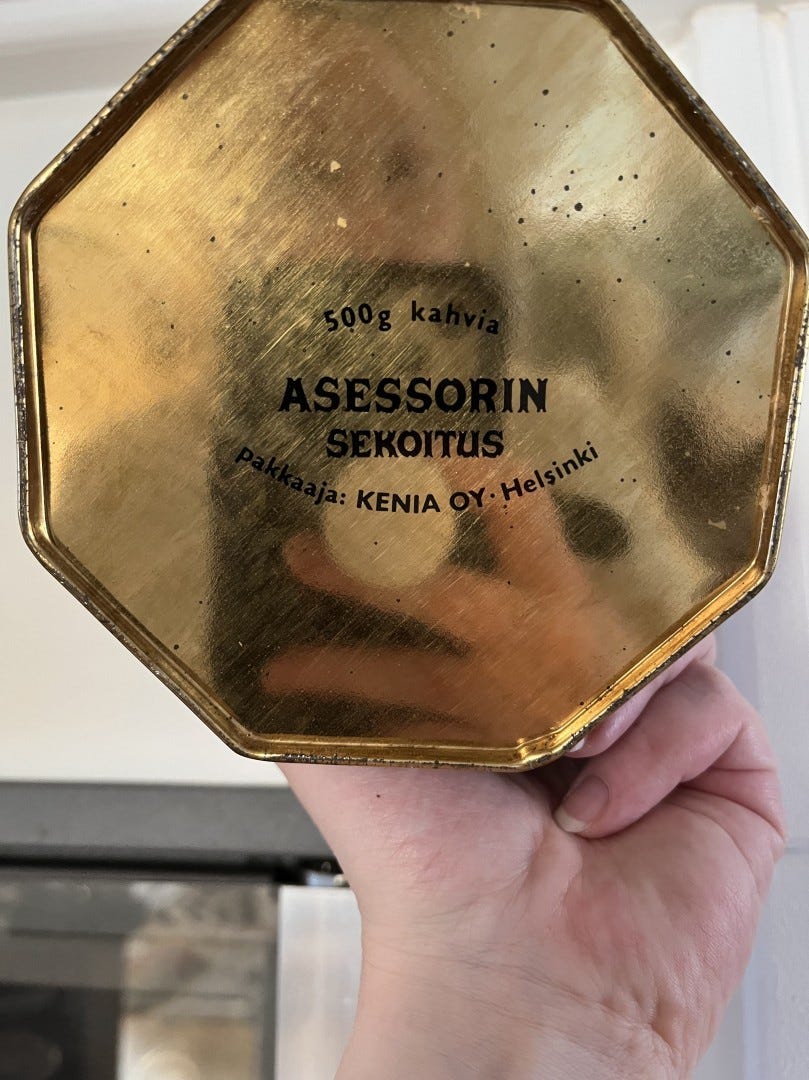 500g kahvia
ASESSORIN
SEKOITUS
pakkaaja: KENIA OY · Helsinki